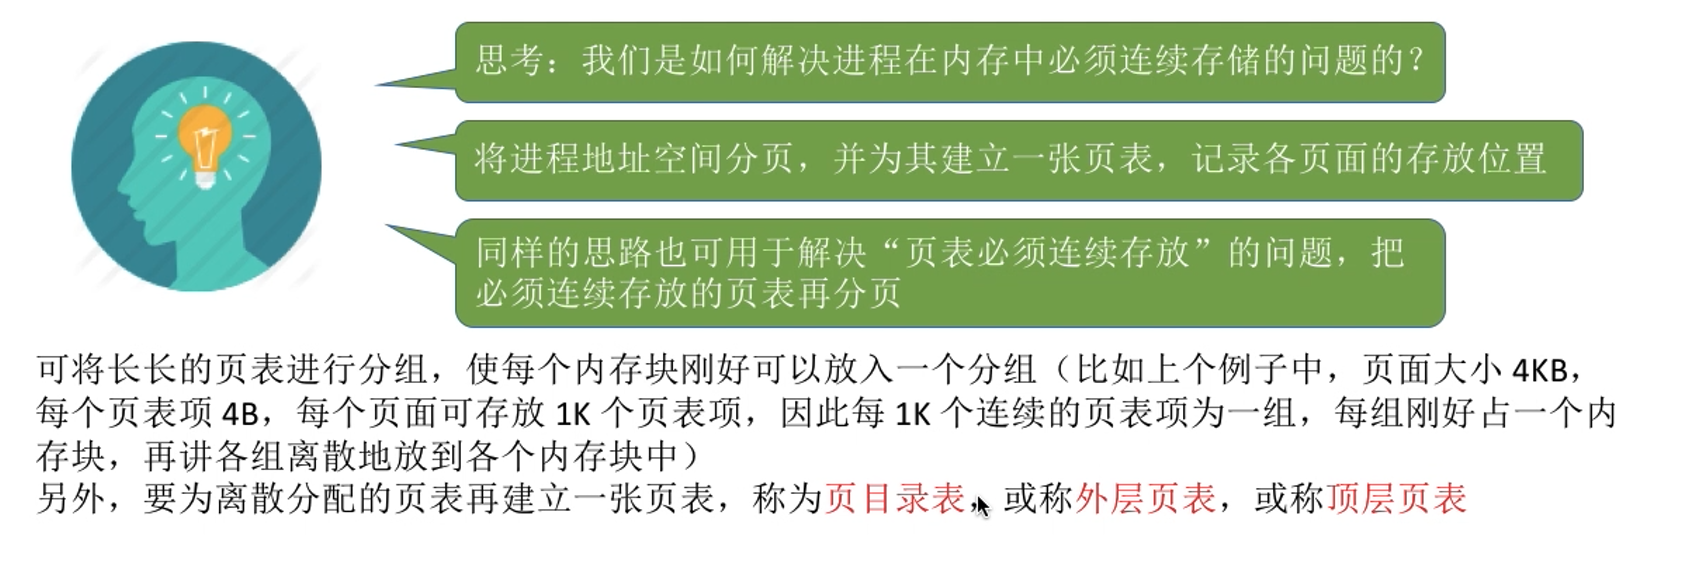 思考：我们是如何解决进程在内存中必须连续存储的问题的？
将进程地址空间分页，并为其建立一张页表，记录各页面的存放位置
同样的思路也可用于解决“页表必须连续存放”的问题，把
必须连续存放的页表再分页
可将长长的页表进行分组，使每个内存块刚好可以放入一个分组（比如上个例子中，页面大小 4KB，
每个页表项 4B，每个页面可存放 1K 个页表项，因此每 1K 个连续的页表项为一组，每组刚好占一个内
存块，再讲各组离散地放到各个内存块中）
另外，要为离散分配的页表再建立一张页表，称为页目录表，或称外层页表，或称顶层页表